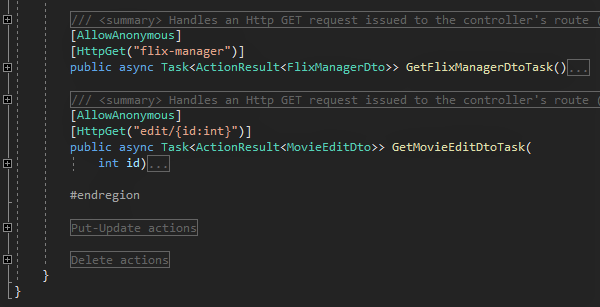 /// <summary> Handles an Http GET request issued to the controller's route (
[AllowAnonymous]
[HttpGet("flix-manager")]
public async Task<ActionResult<FlixManagerDto>> GetFlixManagerDtoTask()...
/// <summary> Handles an Http GET request issued to the controller's route (
[AllowAnonymous]
[HttpGet("edit/{id:int}")]
public async Task<ActionResult<MovieEditDto>> GetMovieEditDtoTask(
int id)...
#endregion
Put-Update actions
Delete actions
}
}